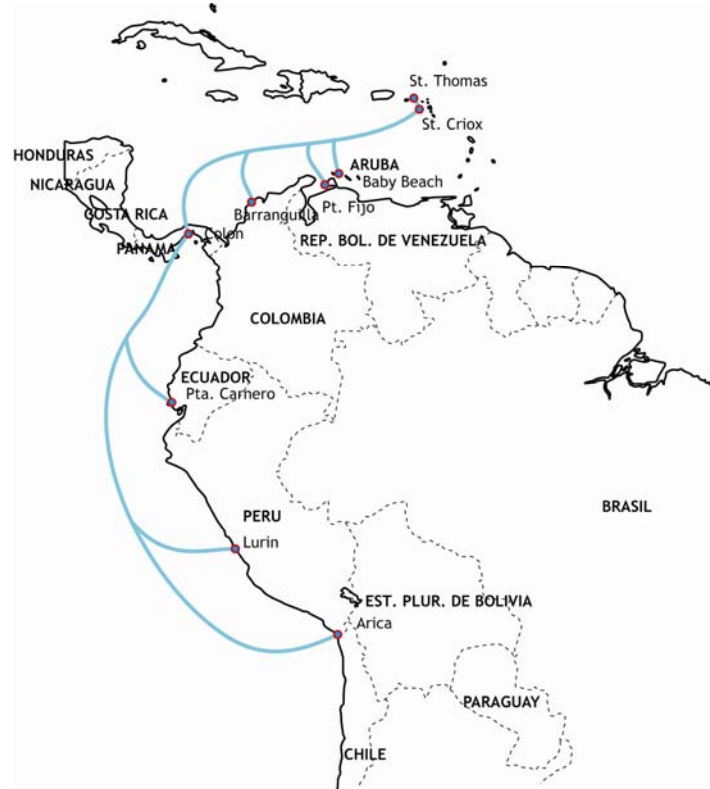 St. Thomas
St. Criox
HONDURAS
ARUBA
NICARAGUA
Baby Beach
COSTA RICA
Barranquilla
Pt. Fijo
Colon
PANAMA
REP. BOL. DE VENEZUELA
COLOMBIA
ECUADOR
Pta. Carnero
BRASIL
PERU
Lurin
EST. PLUR. DE BOLIVIA
Arica
PARAGUAY
CHILE